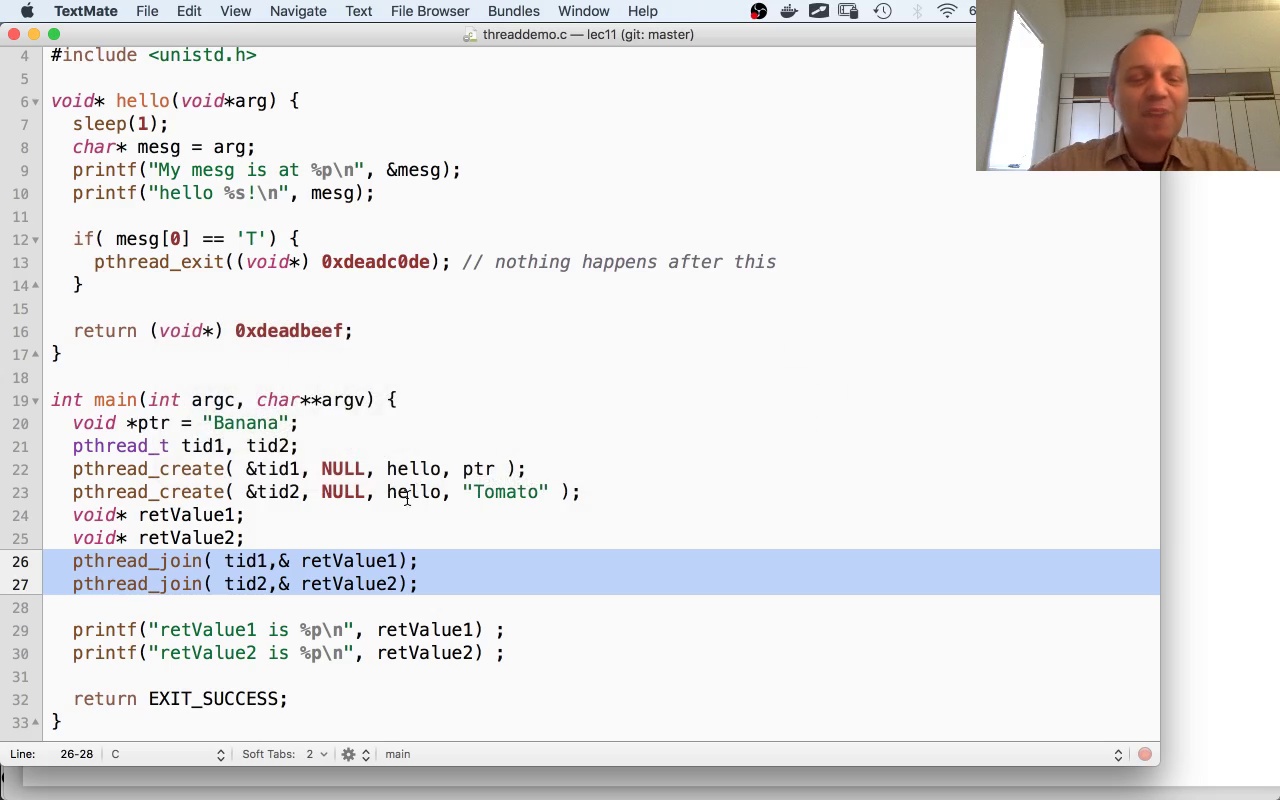 TextMate File Edit View Navigate Text File Browser Bundles Window Help 6
threaddemo.c — lec11 (git: master)
4 #include <unistd.h>
5
6 void* hello(void*arg) {
7 sleep(1);
8 char* mesg = arg;
9 printf("My mesg is at %p\n", &mesg);
10 printf("hello %s!\n", mesg);
11
12 if( mesg[0] == 'T') {
13 pthread_exit((void*) 0xdeadc0de); // nothing happens after this
14 }
15
16 return (void*) 0xdeadbeef;
17 }
18
19 int main(int argc, char**argv) {
20 void *ptr = "Banana";
21 pthread_t tid1, tid2;
22 pthread_create( &tid1, NULL, hello, ptr );
23 pthread_create( &tid2, NULL, hello, "Tomato" );
24 void* retValue1;
25 void* retValue2;
26 pthread_join( tid1,& retValue1);
27 pthread_join( tid2,& retValue2);
28
29 printf("retValue1 is %p\n", retValue1) ;
30 printf("retValue2 is %p\n", retValue2) ;
31
32 return EXIT_SUCCESS;
33 }
Line: 26-28 C Soft Tabs: 2 main